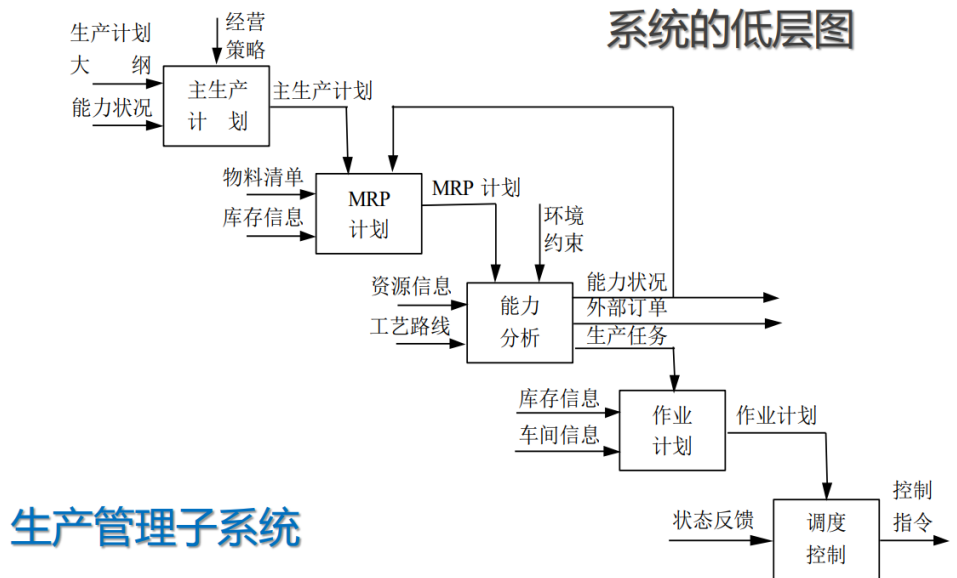 系统的低层图
生产计划
大 纲
能力状况
经营
策略
主生产
计 划
主生产计划
物料清单
库存信息
MRP
计划
MRP 计划
环境
约束
资源信息
工艺路线
能力
分析
能力状况
外部订单
生产任务
库存信息
车间信息
作业
计划
作业计划
状态反馈
调度
控制
控制
指令
生产管理子系统